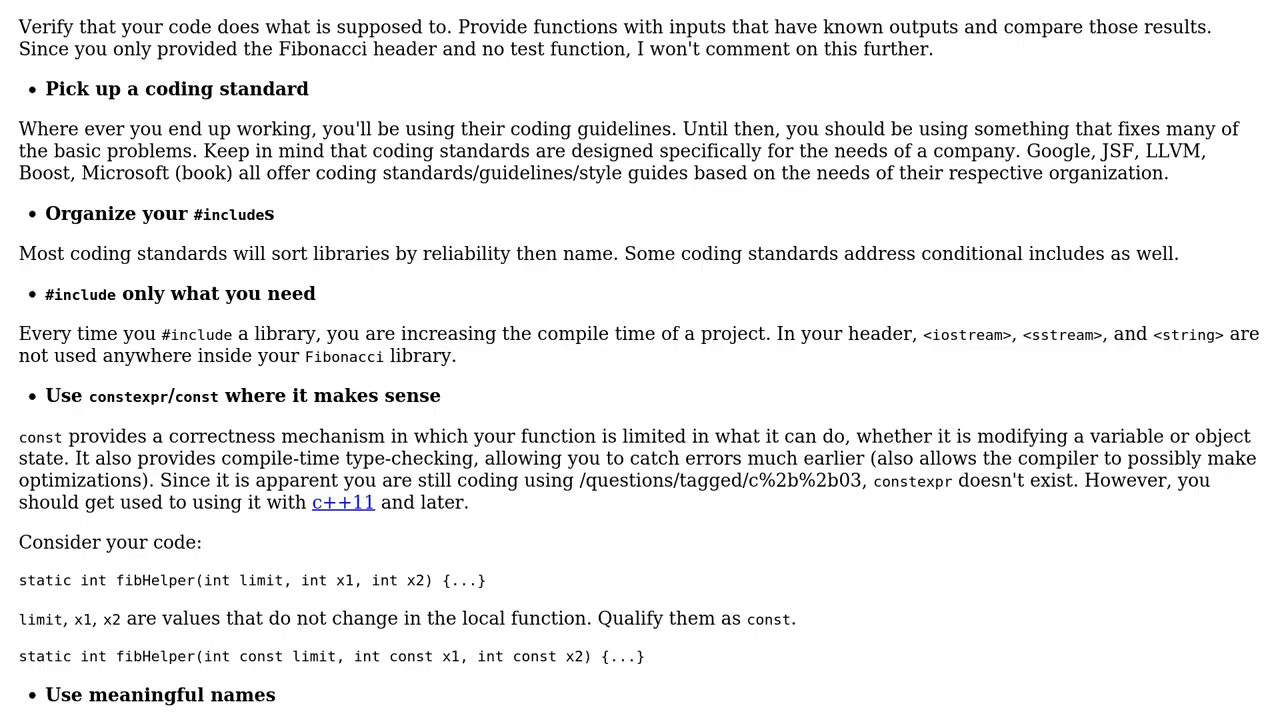 Verify that your code does what is supposed to. Provide functions with inputs that have known outputs and compare those results.
Since you only provided the Fibonacci header and no test function, I won't comment on this further.
• Pick up a coding standard
Where ever you end up working, you'll be using their coding guidelines. Until then, you should be using something that fixes many of
the basic problems. Keep in mind that coding standards are designed specifically for the needs of a company. Google, JSF, LLVM,
Boost, Microsoft (book) all offer coding standards/guidelines/style guides based on the needs of their respective organization.
• Organize your #includes
Most coding standards will sort libraries by reliability then name. Some coding standards address conditional includes as well.
• #include only what you need
Every time you #include a library, you are increasing the compile time of a project. In your header, <iostream>, <sstream>, and <string> are
not used anywhere inside your Fibonacci library.
• Use constexpr/const where it makes sense
const provides a correctness mechanism in which your function is limited in what it can do, whether it is modifying a variable or object
state. It also provides compile-time type-checking, allowing you to catch errors much earlier (also allows the compiler to possibly make
optimizations). Since it is apparent you are still coding using /questions/tagged/c%2b%2b03, constexpr doesn't exist. However, you
should get used to using it with c++11 and later.
Consider your code:
static int fibHelper(int limit, int x1, int x2) {...}
limit, x1, x2 are values that do not change in the local function. Qualify them as const.
static int fibHelper(int const limit, int const x1, int const x2) {...}
• Use meaningful names